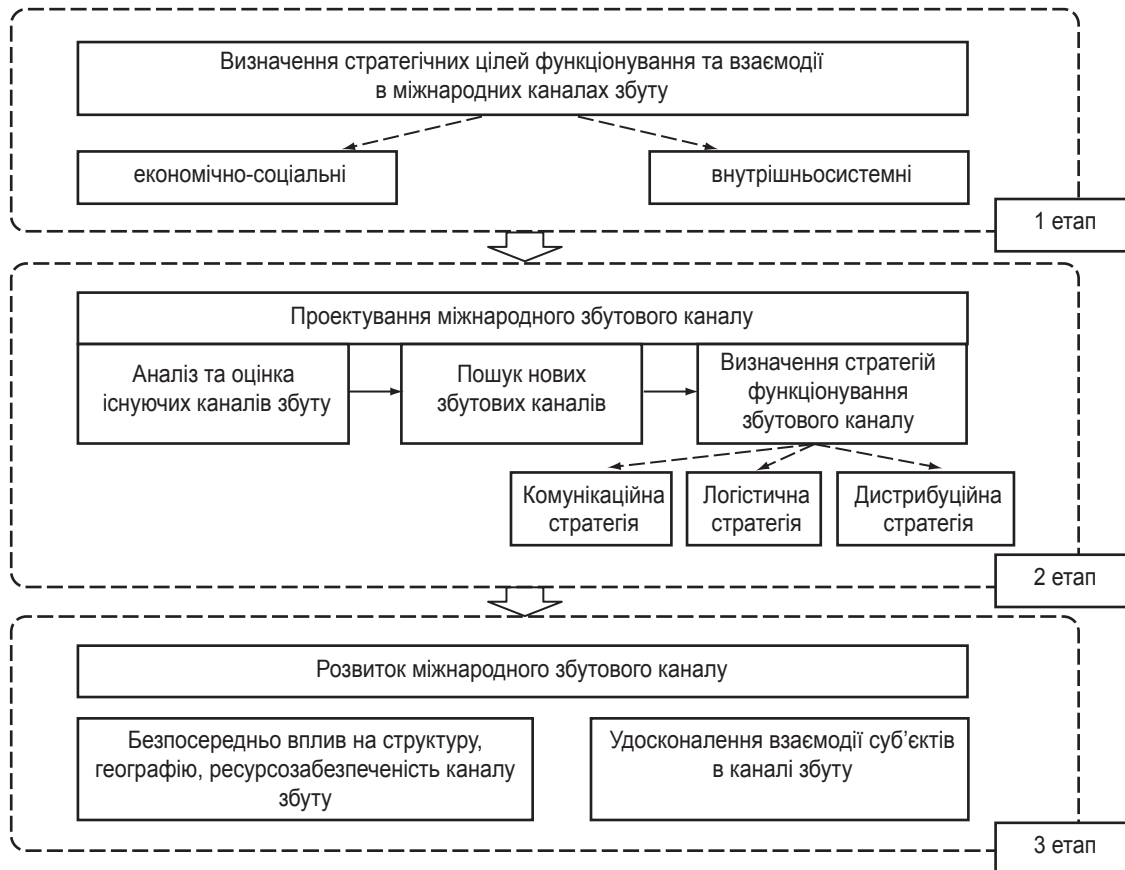 Визначення стратегічних цілей функціонування та взаємодії
в міжнародних каналах збуту
економічно-соціальні
внутрішньосистемні
1 етап
Проектування міжнародного збутового каналу
Аналіз та оцінка
існуючих каналів збуту
Пошук нових
збутових каналів
Визначення стратегій
функціонування
збутового каналу
Комунікаційна
стратегія
Логістична
стратегія
Дистрибуційна
стратегія
2 етап
Розвиток міжнародного збутового каналу
Безпосередньо вплив на структуру,
географію, ресурсозабезпеченість каналу
збуту
Удосконалення взаємодії суб’єктів
в каналі збуту
3 етап